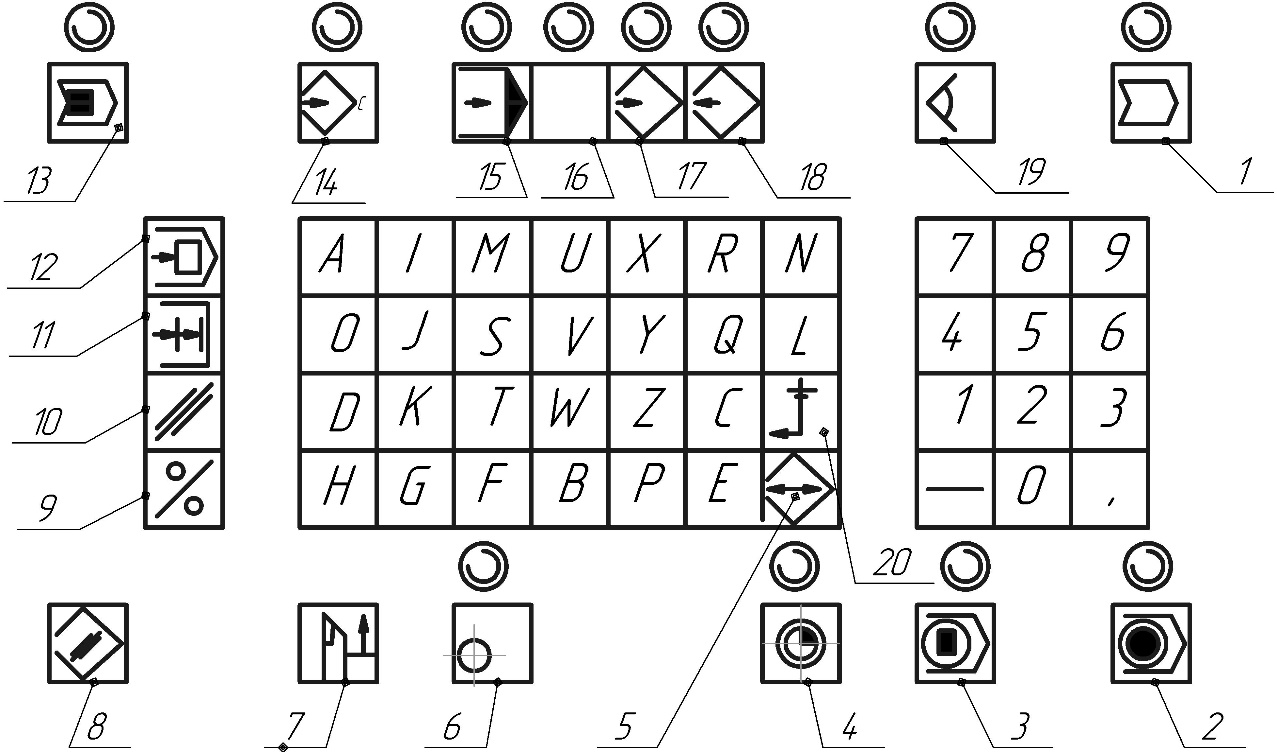 C
13 14 15 16 17 18 19 1
12 A I M U X R N 7 8 9
11 O J S V Y Q L 4 5 6
10 D K T W Z C 1 2 3
9 % H G F B P E — 0 ,
20
8 7 6 5 4 3 2